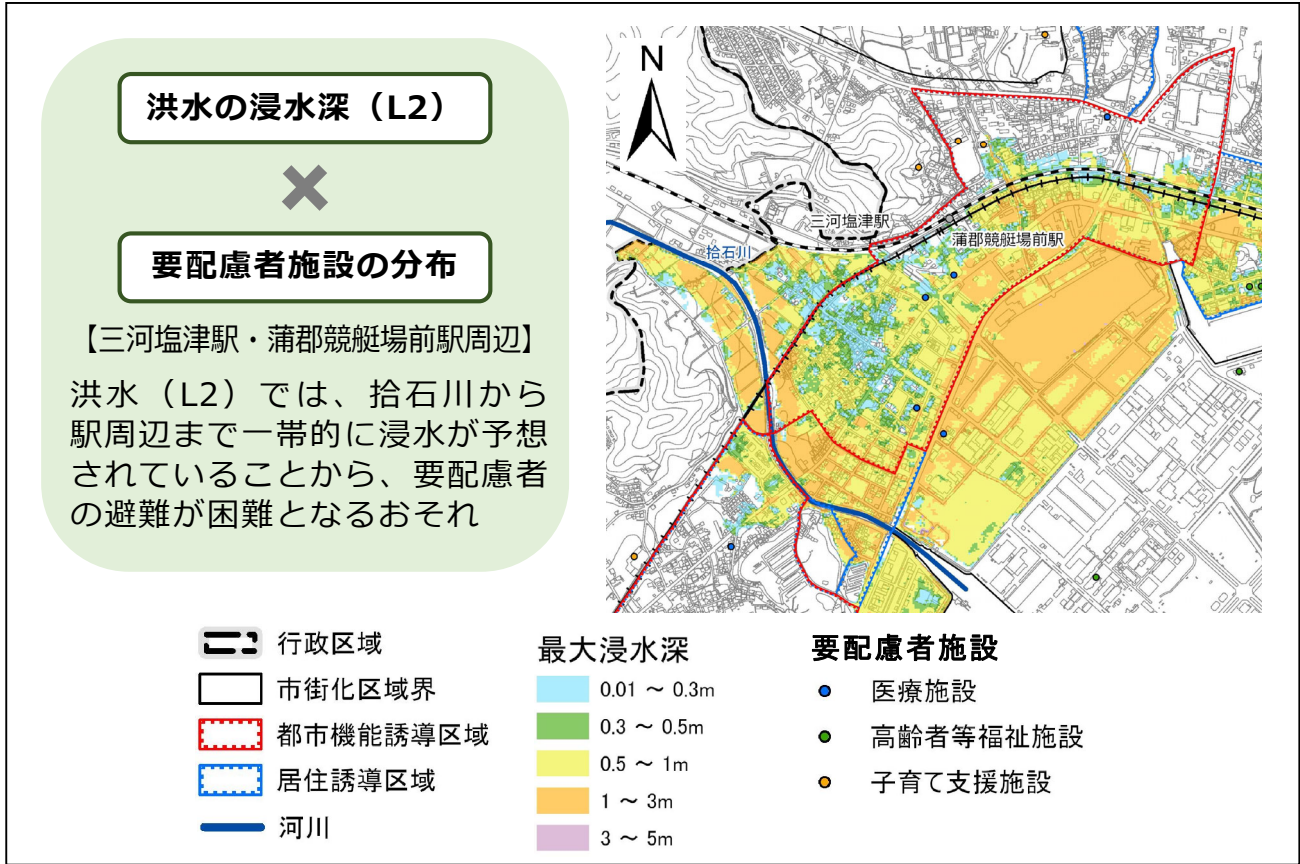 洪水の浸水深（L2）
×
要配慮者施設の分布
【三河塩津駅・蒲郡競艇場前駅周辺】
洪水（L2）では、拾石川から
駅周辺まで一帯的に浸水が予想
されていることから、要配慮者
の避難が困難となるおそれ
N
三河塩津駅
蒲郡競艇場前駅
拾石川
行政区域
市街化区域界
都市機能誘導区域
居住誘導区域
河川
最大浸水深
0.01 ～ 0.3m
0.3 ～ 0.5m
0.5 ～ 1m
1 ～ 3m
3 ～ 5m
要配慮者施設
医療施設
高齢者等福祉施設
子育て支援施設